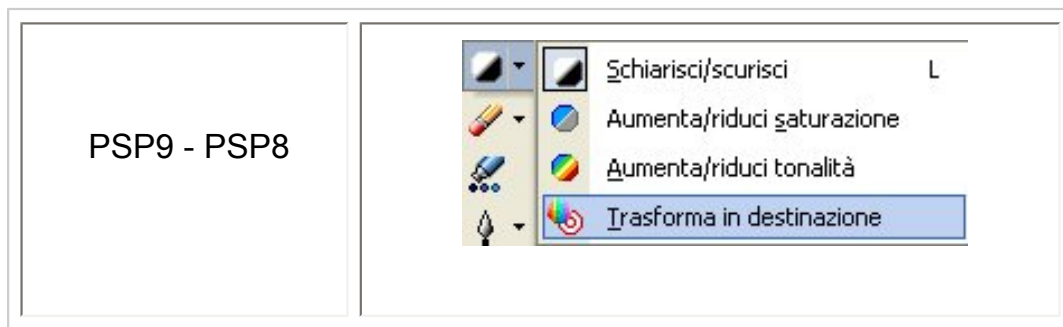 PSP9 - PSP8
Schiarisci/scurisci L
Aumenta/riduci saturazione
Aumenta/riduci tonalità
Trasforma in destinazione